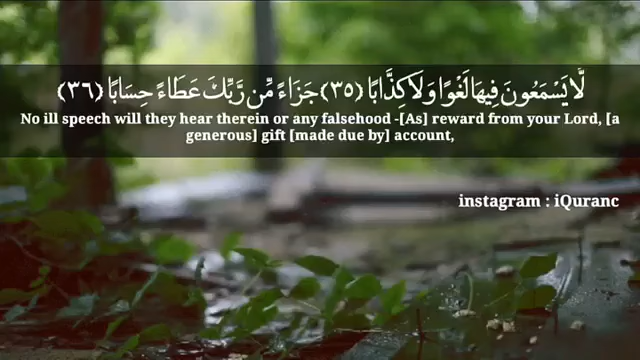 لَّا يَسْمَعُونَ فِيهَا لَغْوًا وَلَا كِذَّابًا (٣٥) جَزَاءً مِّن رَّبِّكَ عَطَاءً حِسَابًا (٣٦)
No ill speech will they hear therein or any falsehood -[As] reward from your Lord, [a
generous] gift [made due by] account,
instagram : iQuranc